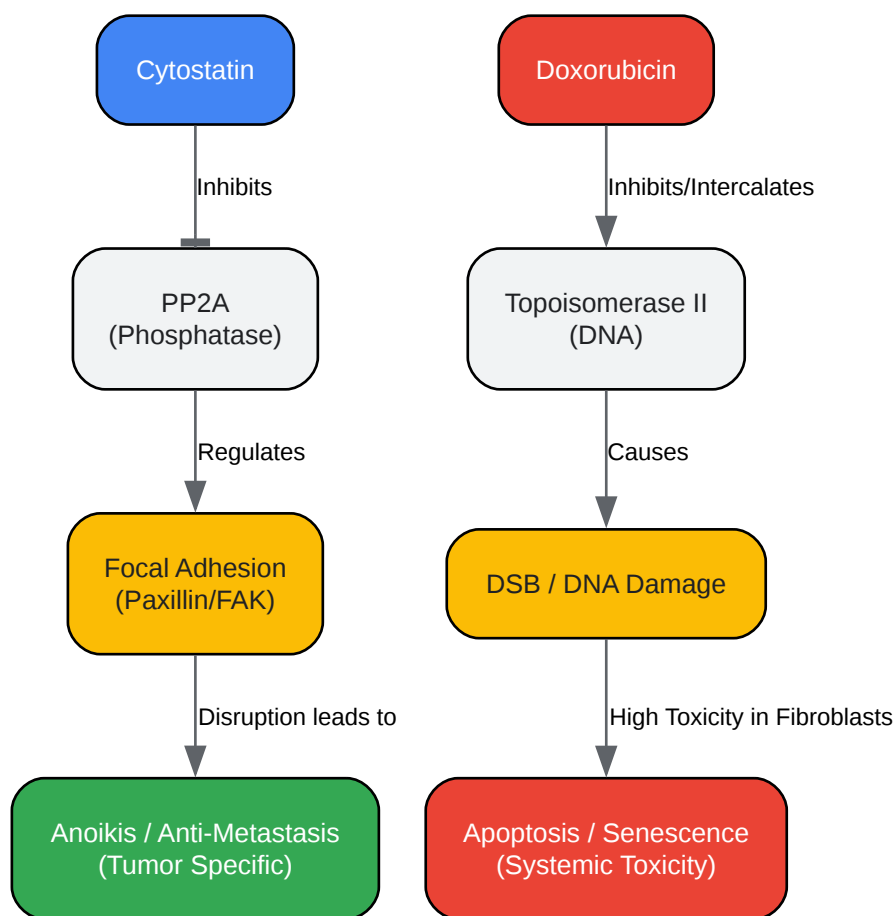 Cytostatin
Doxorubicin
Inhibits
Inhibits/Intercalates
PP2A
(Phosphatase)
Topoisomerase II
(DNA)
Regulates
Causes
Focal Adhesion
(Paxillin/FAK)
DSB / DNA Damage
Disruption leads to
High Toxicity in Fibroblasts
Anoikis / Anti-Metastasis
(Tumor Specific)
Apoptosis / Senescence
(Systemic Toxicity)